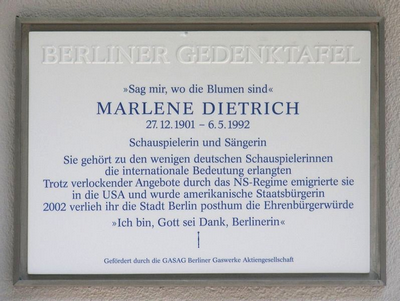 BERLINER GEDENKTAFEL
»Sag mir, wo die Blumen sind«
MARLENE DIETRICH
27.12.1901 – 6.5.1992
Schauspielerin und Sängerin
Sie gehört zu den wenigen deutschen Schauspielerinnen
die internationale Bedeutung erlangten
Trotz verlockender Angebote durch das NS-Regime emigrierte sie
in die USA und wurde amerikanische Staatsbürgerin
2002 verlieh ihr die Stadt Berlin posthum die Ehrenbürgerwürde
»Ich bin, Gott sei Dank, Berlinerin«
Gefördert durch die GASAG Berliner Gaswerke Aktiengesellschaft